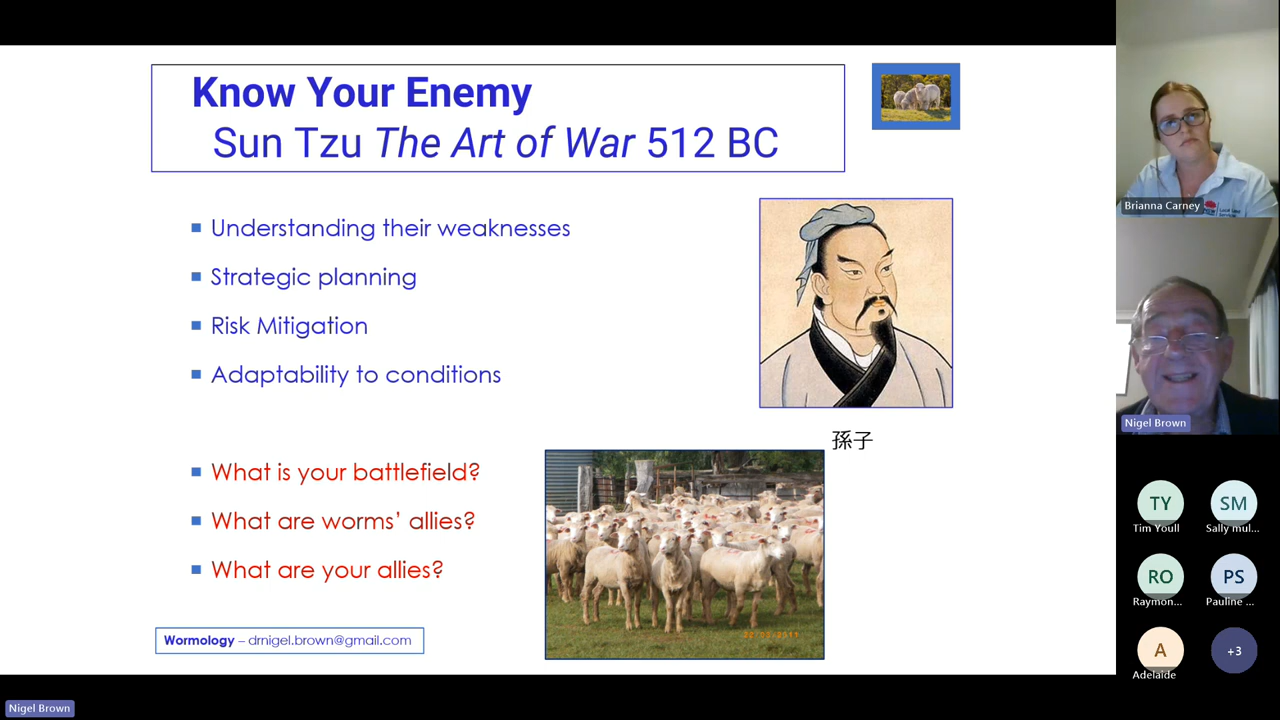 Know Your Enemy
Sun Tzu The Art of War 512 BC
Understanding their weaknesses
Strategic planning
Risk Mitigation
Adaptability to conditions
孫子
What is your battlefield?
What are worms’ allies?
What are your allies?
22-03-2011
Wormology – drnigel.brown@gmail.com
Nigel Brown
Brianna Carney
Nigel Brown
TY
Tim Youll
SM
Sally mul...
RO
Raymon...
PS
Pauline ...
A
Adelaide
+3